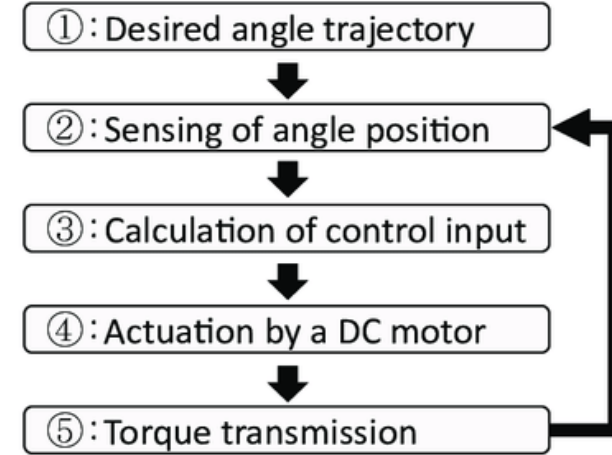 ①:Desired angle trajectory
②:Sensing of angle position
③:Calculation of control input
④:Actuation by a DC motor
⑤:Torque transmission